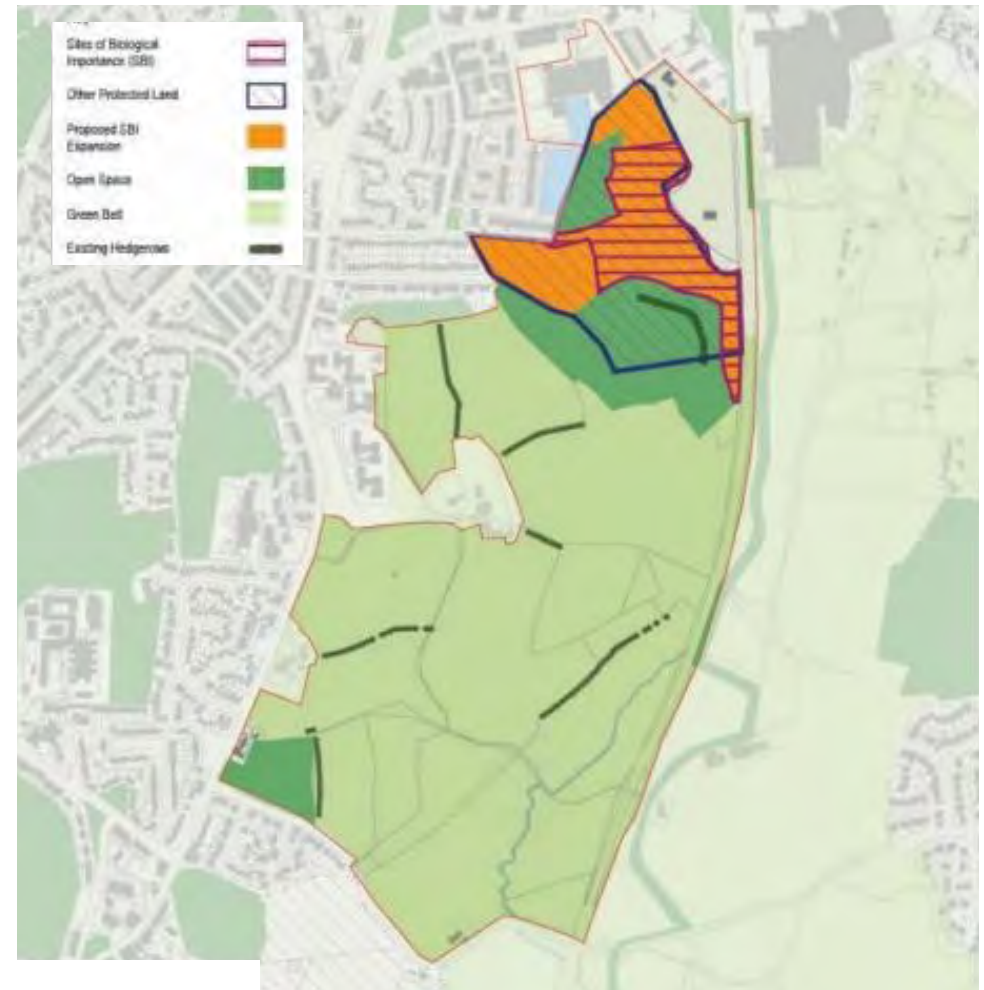 Sites of Biological
Importance (SBI)
Other Protected Land
Proposed SBI
Expansion
Open Space
Green Belt
Existing Hedgerows